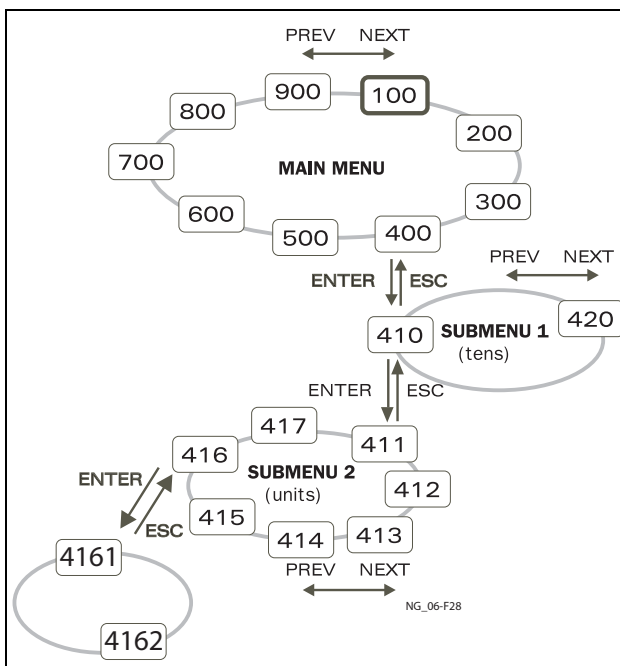 PREV NEXT
900
100
800
200
700
MAIN MENU
300
600
500
400
ENTER
ESC
PREV NEXT
410
SUBMENU 1
(tens)
420
ENTER
ESC
417
411
416
SUBMENU 2
(units)
412
ENTER
ESC
415
414
413
PREV NEXT
4161
4162
NG_06-F28